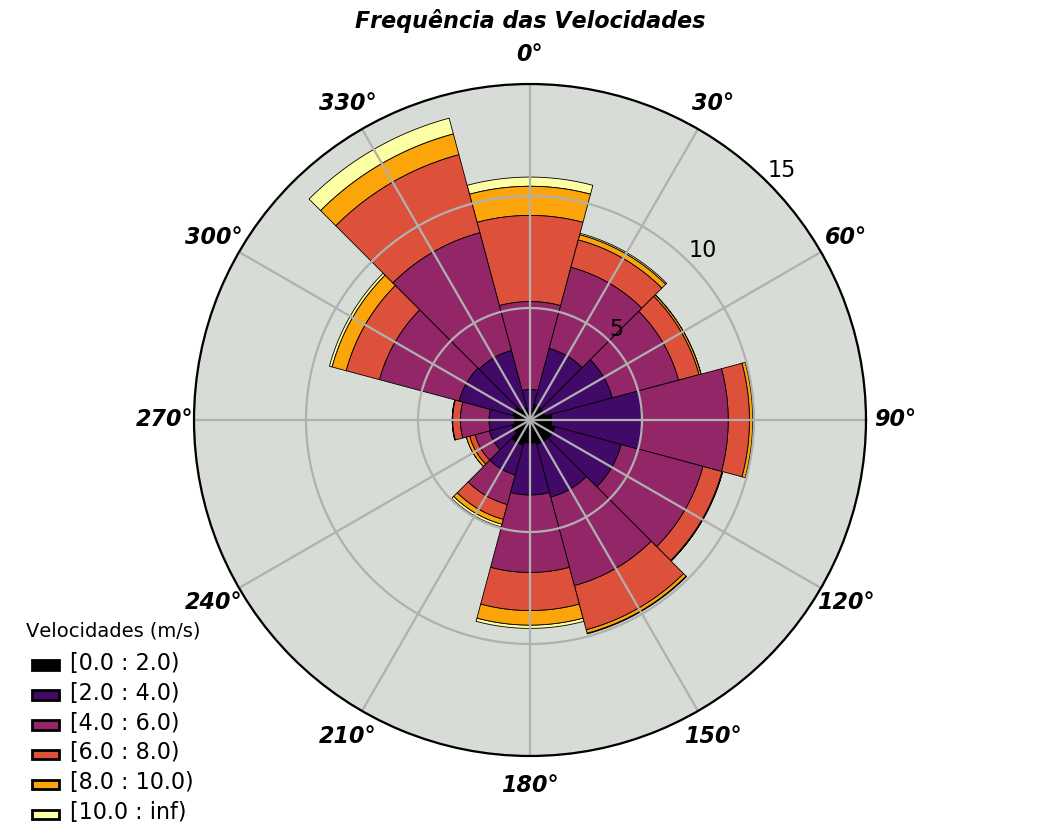 Frequência das Velocidades
0°
330°
30°
15
300°
60°
10
5
270°
90°
240°
120°
210°
150°
180°
Velocidades (m/s)
[0.0 : 2.0)
[2.0 : 4.0)
[4.0 : 6.0)
[6.0 : 8.0)
[8.0 : 10.0)
[10.0 : inf)